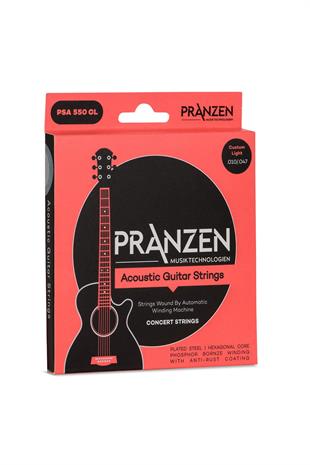 PSA 550 CL
PRANZEN
MUSIKTECHNOLOGIEN
Custom
Light
.010/.047
PRANZEN
MUSIKTECHNOLOGIEN
Acoustic Guitar Strings
Strings Wound By Automatic
Winding Machine
CONCERT STRINGS
PLATED STEEL | HEXAGONAL CORE
PHOSPHOR BORNZE WINDING
WITH ANTI-RUST COATING
Acoustic Guitar Strings